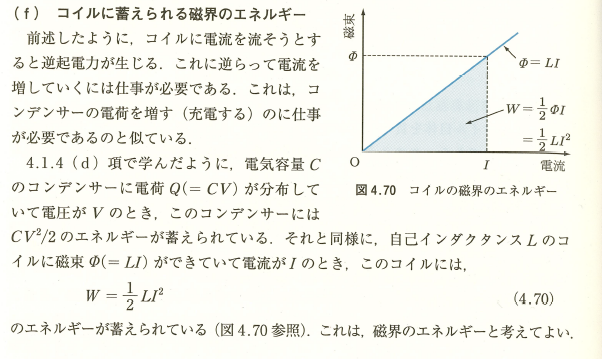 (f) コイルに蓄えられる磁界のエネルギー
前述したように，コイルに電流を流そうとす
ると逆起電力が生じる．これに逆らって電流を
増していくには仕事が必要である．これは，コ
ンデンサーの電荷を増す（充電する）のに仕事
が必要であるのと似ている．
4.1.4（d）項で学んだように，電気容量 C
のコンデンサーに電荷 Q(= CV) が分布して
いて電圧が V のとき，このコンデンサーには
CV²/2 のエネルギーが蓄えられている．それと同様に，自己インダクタンス L のコ
イルに磁束 Φ(= LI) ができていて電流が I のとき，このコイルには，
W = 1/2 LI² (4.70)
のエネルギーが蓄えられている（図 4.70 参照）．これは，磁界のエネルギーと考えてよい．
磁束
Φ
Φ = LI
W = 1/2 ΦI
= 1/2 LI²
O
I
電流
図 4.70 コイルの磁界のエネルギー